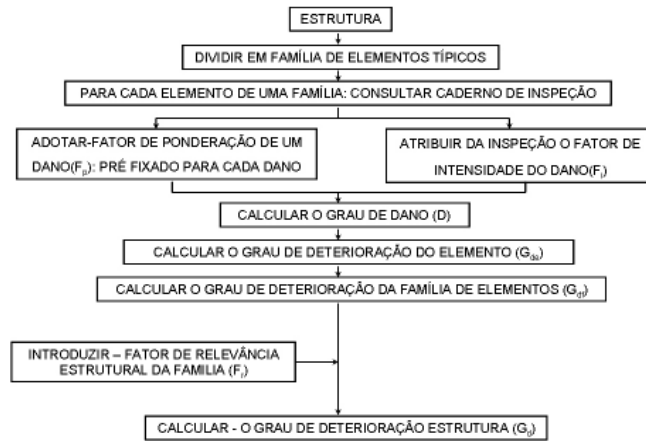 ESTRUTURA
DIVIDIR EM FAMÍLIA DE ELEMENTOS TÍPICOS
PARA CADA ELEMENTO DE UMA FAMÍLIA: CONSULTAR CADERNO DE INSPEÇÃO
ADOTAR-FATOR DE PONDERAÇÃO DE UM
DANO(Fp): PRÉ FIXADO PARA CADA DANO
ATRIBUIR DA INSPEÇÃO O FATOR DE
INTENSIDADE DO DANO(Fi)
CALCULAR O GRAU DE DANO (D)
CALCULAR O GRAU DE DETERIORAÇÃO DO ELEMENTO (Gde)
CALCULAR O GRAU DE DETERIORAÇÃO DA FAMÍLIA DE ELEMENTOS (Gdf)
INTRODUZIR – FATOR DE RELEVÂNCIA
ESTRUTURAL DA FAMILIA (Fr)
CALCULAR - O GRAU DE DETERIORAÇÃO ESTRUTURA (Gd)